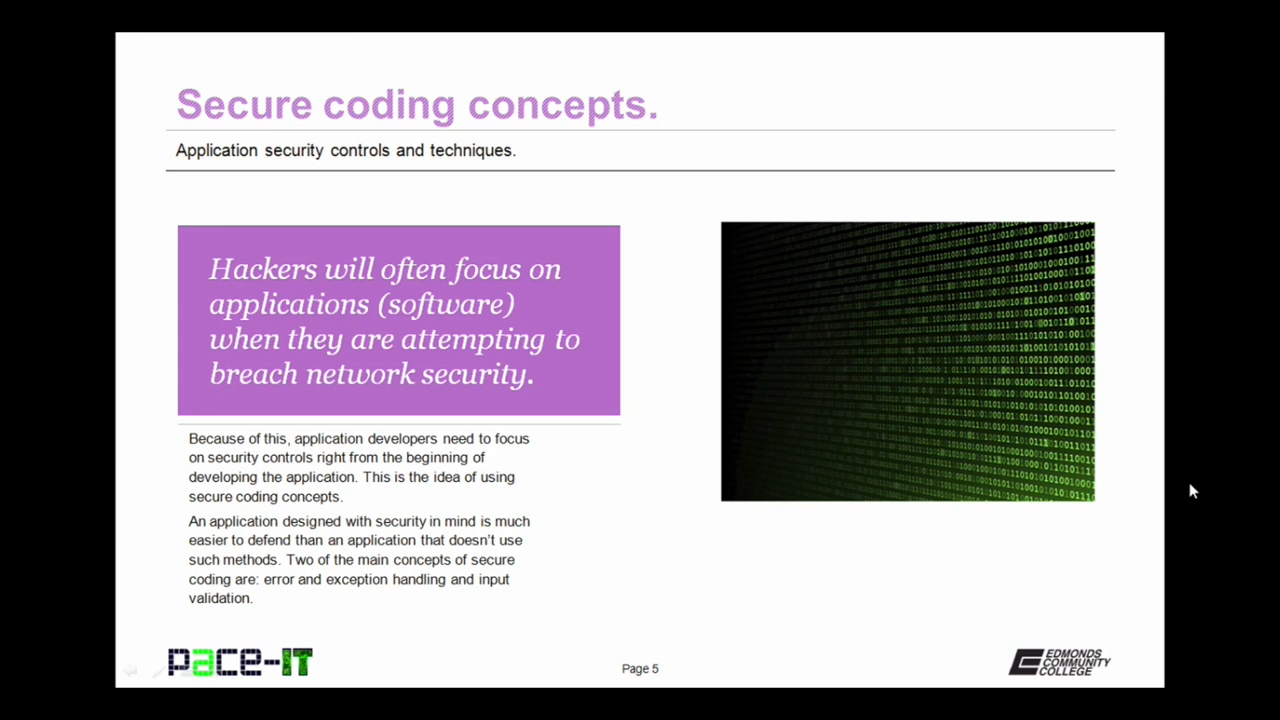 Secure coding concepts.
Application security controls and techniques.
Hackers will often focus on
applications (software)
when they are attempting to
breach network security.
Because of this, application developers need to focus
on security controls right from the beginning of
developing the application. This is the idea of using
secure coding concepts.
An application designed with security in mind is much
easier to defend than an application that doesn't use
such methods. Two of the main concepts of secure
coding are: error and exception handling and input
validation.
pace-IT
Page 5
EDMONDS
COMMUNITY
COLLEGE